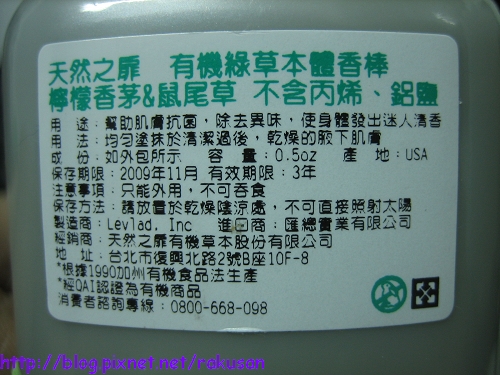 天然之扉 有機綠草本體香棒
檸檬香茅&鼠尾草 不含丙烯、鋁鹽
用 途:幫助肌膚抗菌,除去異味,使身體發出迷人清香
用 法:均勻塗抹於清潔過後,乾燥的腋下肌膚
成 份:如外包所示 容 量:0.5oz 產 地:USA
保存期限:2009年11月 有效期限:3年
注意事項:只能外用,不可吞食
保存方法:請放置於乾燥陰涼處,不可直接照射太陽
製造商:Levlad, Inc 進口商:匯總實業有限公司
經銷商:天然之扉有機草本股份有限公司
地 址:台北市復興北路2號B座10F-8
*根據1990加州有機食品法生產
*經QAI認證為有機商品
消費者諮詢專線:0800-668-098
http://blog.pixnet.net/rokuson